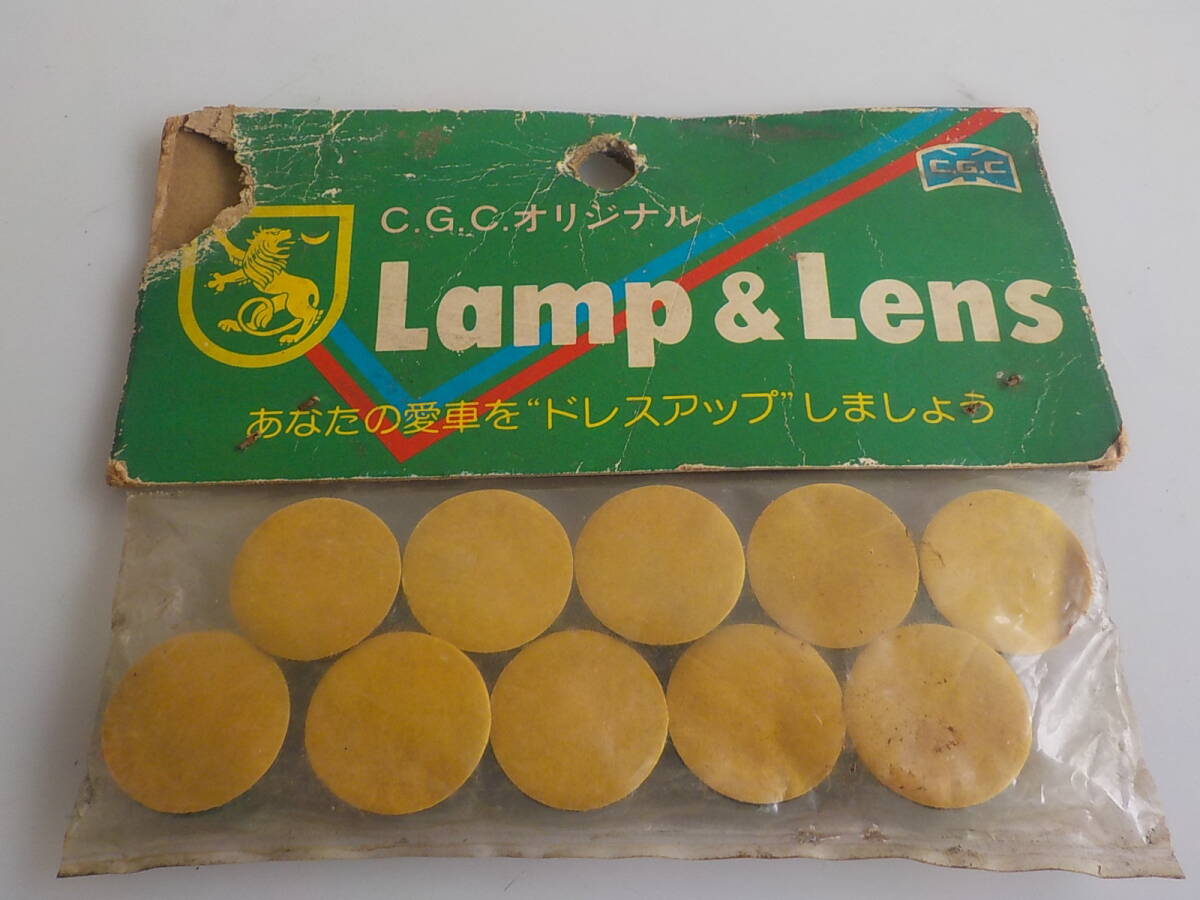 C.G.C
C.G.C.オリジナル
Lamp & Lens
あなたの愛車を“ドレスアップ”しましょう